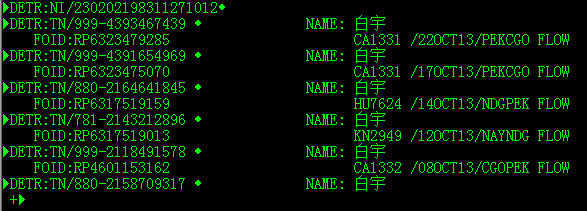 ▶DETR:NI/230202198311271012◆
▶DETR:TN/999-4393467439 ◆ NAME: 白宇
FOID:RP6323479285 CA1331 /22OCT13/PEKCGO FLOW
▶DETR:TN/999-4391654969 ◆ NAME: 白宇
FOID:RP6323475070 CA1331 /17OCT13/PEKCGO FLOW
▶DETR:TN/880-2164641845 ◆ NAME: 白宇
FOID:RP6317519159 HU7624 /14OCT13/NDGPEK FLOW
▶DETR:TN/781-2143212896 ◆ NAME: 白宇
FOID:RP6317519013 KN2949 /12OCT13/NAYNDG FLOW
▶DETR:TN/999-2118491578 ◆ NAME: 白宇
FOID:RP4601153162 CA1332 /08OCT13/CGOPEK FLOW
▶DETR:TN/880-2158709317 ◆ NAME: 白宇
+▶